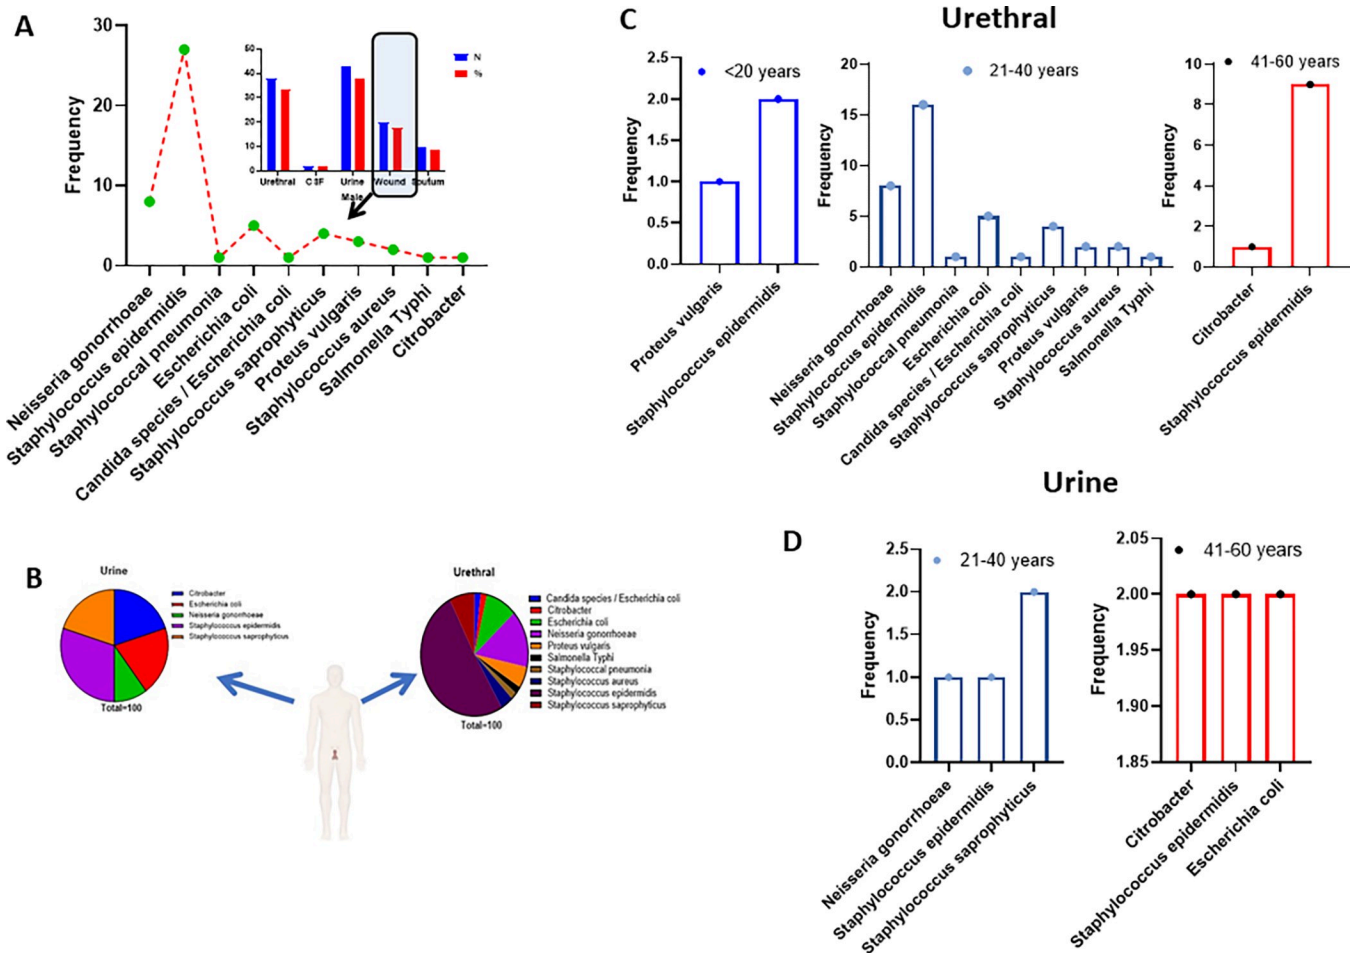 A
30
20
10
0
Frequency
60
50
40
30
20
10
0
N
%
Urethral
CSF
Urine
Male
Wound
Sputum
Neisseria gonorrhoeae
Staphylococcus epidermidis
Staphylococcal pneumonia
Escherichia coli
Candida species / Escherichia coli
Staphylococcus saprophyticus
Proteus vulgaris
Staphylococcus aureus
Salmonella Typhi
Citrobacter
B
Urine
Total=100
Citrobacter
Escherichia coli
Neisseria gonorrhoeae
Staphylococcus epidermidis
Staphylococcus saprophyticus
Urethral
Total=100
Candida species / Escherichia coli
Citrobacter
Escherichia coli
Neisseria gonorrhoeae
Proteus vulgaris
Salmonella Typhi
Staphylococcal pneumonia
Staphylococcus aureus
Staphylococcus epidermidis
Staphylococcus saprophyticus
C
Urethral
<20 years
2.5
2.0
1.5
1.0
0.5
0.0
Frequency
Proteus vulgaris
Staphylococcus epidermidis
21-40 years
20
15
10
5
0
Frequency
Neisseria gonorrhoeae
Staphylococcus epidermidis
Staphylococcal pneumonia
Escherichia coli
Candida species / Escherichia coli
Staphylococcus saprophyticus
Proteus vulgaris
Staphylococcus aureus
Salmonella Typhi
41-60 years
10
8
6
4
2
0
Frequency
Citrobacter
Staphylococcus epidermidis
Urine
D
21-40 years
2.5
2.0
1.5
1.0
0.5
0.0
Frequency
Neisseria gonorrhoeae
Staphylococcus epidermidis
Staphylococcus saprophyticus
41-60 years
2.05
2.00
1.95
1.90
1.85
Frequency
Citrobacter
Staphylococcus epidermidis
Escherichia coli